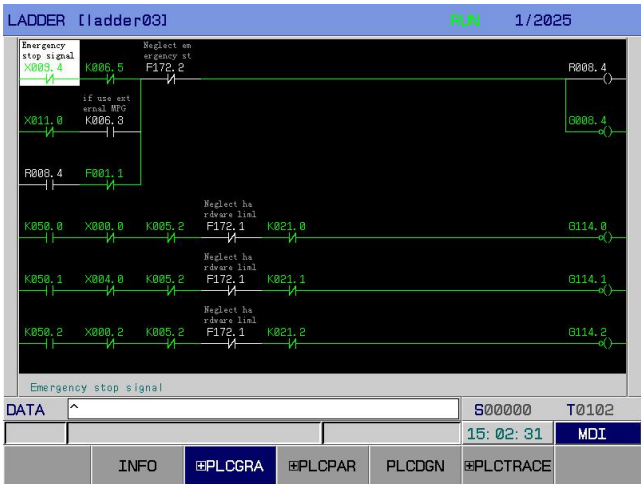 LADDER [ladder03] RUN 1/2025
Emergency stop signal
Neglect em ergency st
X009.4 K006.5 F172.2 R008.4
if use ext ernal MPG
X011.0 K006.3 G008.4
R008.4 F001.1
Neglect ha rdware liml
K050.0 X000.0 K005.2 F172.1 K021.0 G114.0
Neglect ha rdware liml
K050.1 X004.0 K005.2 F172.1 K021.1 G114.1
Neglect ha rdware liml
K050.2 X000.2 K005.2 F172.1 K021.2 G114.2
Emergency stop signal
DATA ^ S00000 T0102
15:02:31 MDI
INFO ⊞PLCGRA ⊞PLCPAR PLCDGN ⊞PLCTRACE